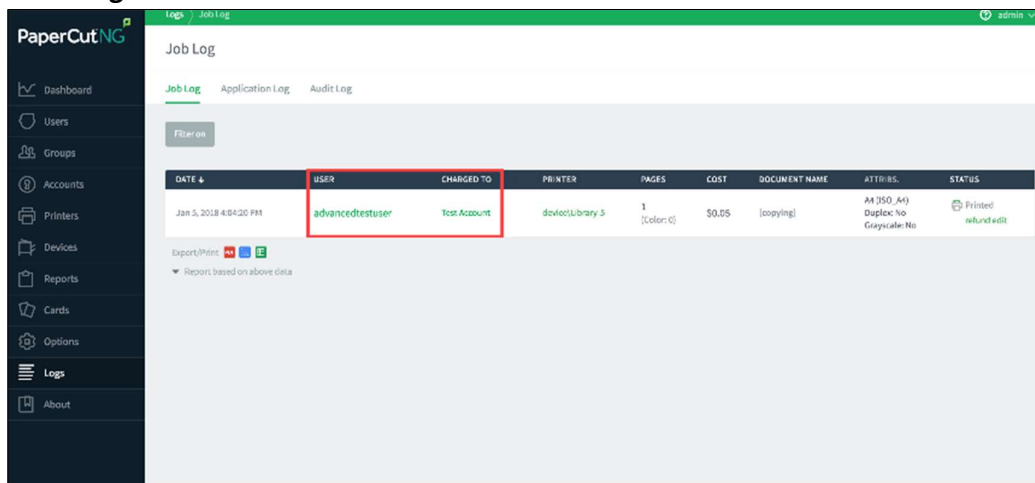 Logs > Job Log
admin
PaperCut NG
Job Log
Job Log Application Log Audit Log
Dashboard
Users
Groups
Accounts
Printers
Devices
Reports
Cards
Options
Logs
About
Filter on
DATE USER CHARGED TO PRINTER PAGES COST DOCUMENT NAME ATTRIBS. STATUS
Jan 5, 2018 4:04:20 PM advancedtestuser Test Account device\Library 5 1 $0.05 [copying] A4 (ISO_A4) Printed
(Color: 0) Duplex: No refund edit
Grayscale: No
Export/Print
Report based on above data